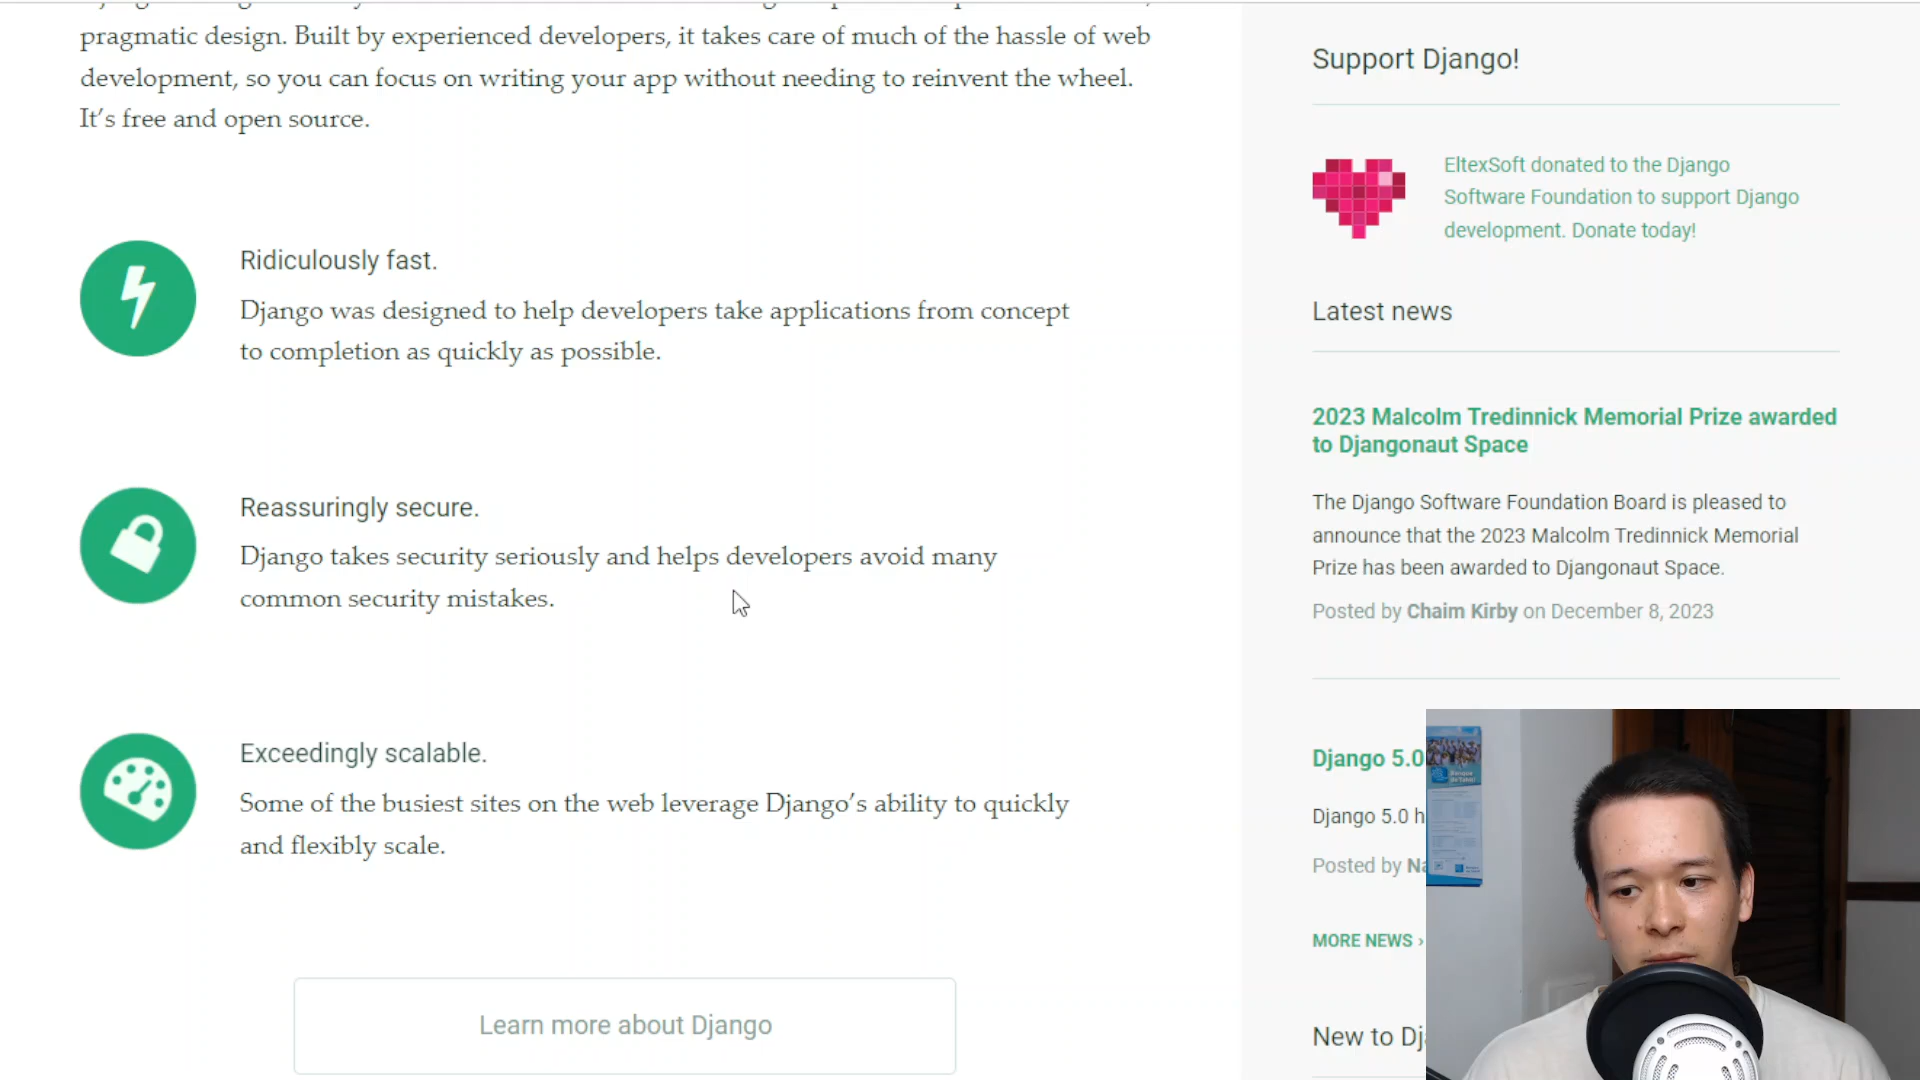 pragmatic design. Built by experienced developers, it takes care of much of the hassle of web
development, so you can focus on writing your app without needing to reinvent the wheel.
It's free and open source.
Ridiculously fast.
Django was designed to help developers take applications from concept
to completion as quickly as possible.
Reassuringly secure.
Django takes security seriously and helps developers avoid many
common security mistakes.
Exceedingly scalable.
Some of the busiest sites on the web leverage Django's ability to quickly
and flexibly scale.
Learn more about Django
Support Django!
EltexSoft donated to the Django
Software Foundation to support Django
development. Donate today!
Latest news
2023 Malcolm Tredinnick Memorial Prize awarded
to Djangonaut Space
The Django Software Foundation Board is pleased to
announce that the 2023 Malcolm Tredinnick Memorial
Prize has been awarded to Djangonaut Space.
Posted by Chaim Kirby on December 8, 2023
Django 5.0
Django 5.0 h
Posted by Na
MORE NEWS ›
New to Dj